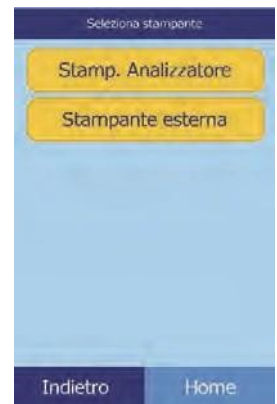 Seleziona stampante
Stamp. Analizzatore
Stampante esterna
Indietro Home